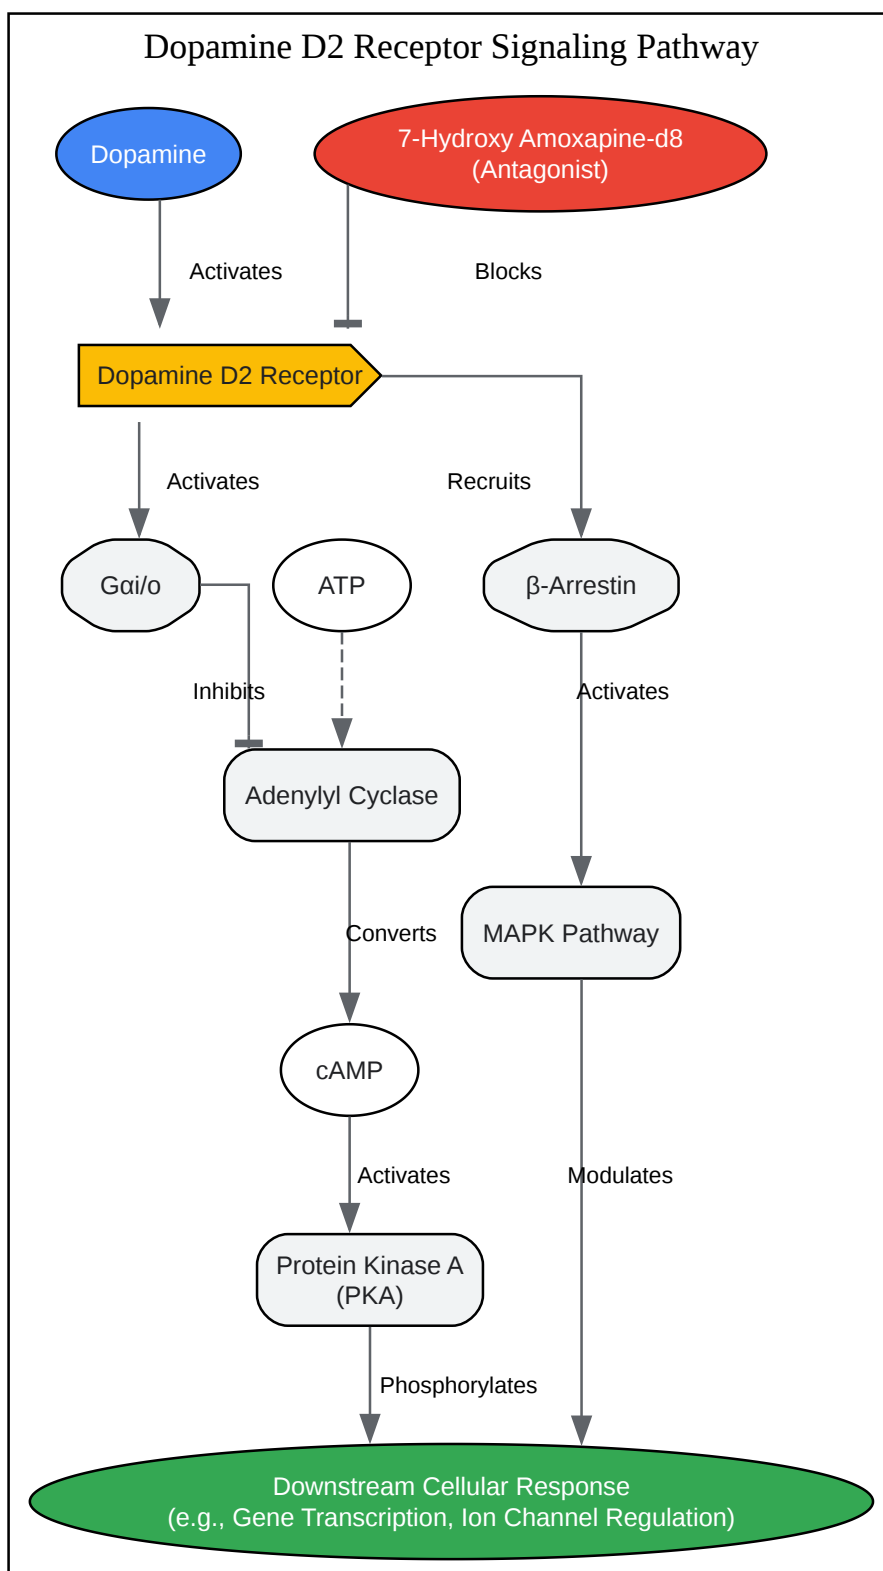 Dopamine D2 Receptor Signaling Pathway
Dopamine
7-Hydroxy Amoxapine-d8
(Antagonist)
Activates
Blocks
Dopamine D2 Receptor
Activates
Recruits
Gαi/o
ATP
β-Arrestin
Inhibits
Activates
Adenylyl Cyclase
Converts
MAPK Pathway
cAMP
Activates
Modulates
Protein Kinase A
(PKA)
Phosphorylates
Downstream Cellular Response
(e.g., Gene Transcription, Ion Channel Regulation)